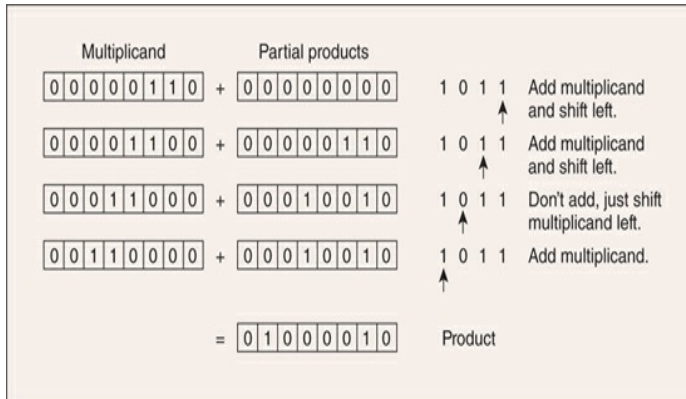 Multiplicand Partial products
0 0 0 0 0 1 1 0 + 0 0 0 0 0 0 0 0 1 0 1 1 Add multiplicand
and shift left.
0 0 0 0 1 1 0 0 + 0 0 0 0 0 1 1 0 1 0 1 1 Add multiplicand
and shift left.
0 0 0 1 1 0 0 0 + 0 0 0 1 0 0 1 0 1 0 1 1 Don't add, just shift
multiplicand left.
0 0 1 1 0 0 0 0 + 0 0 0 1 0 0 1 0 1 0 1 1 Add multiplicand.
= 0 1 0 0 0 0 1 0 Product